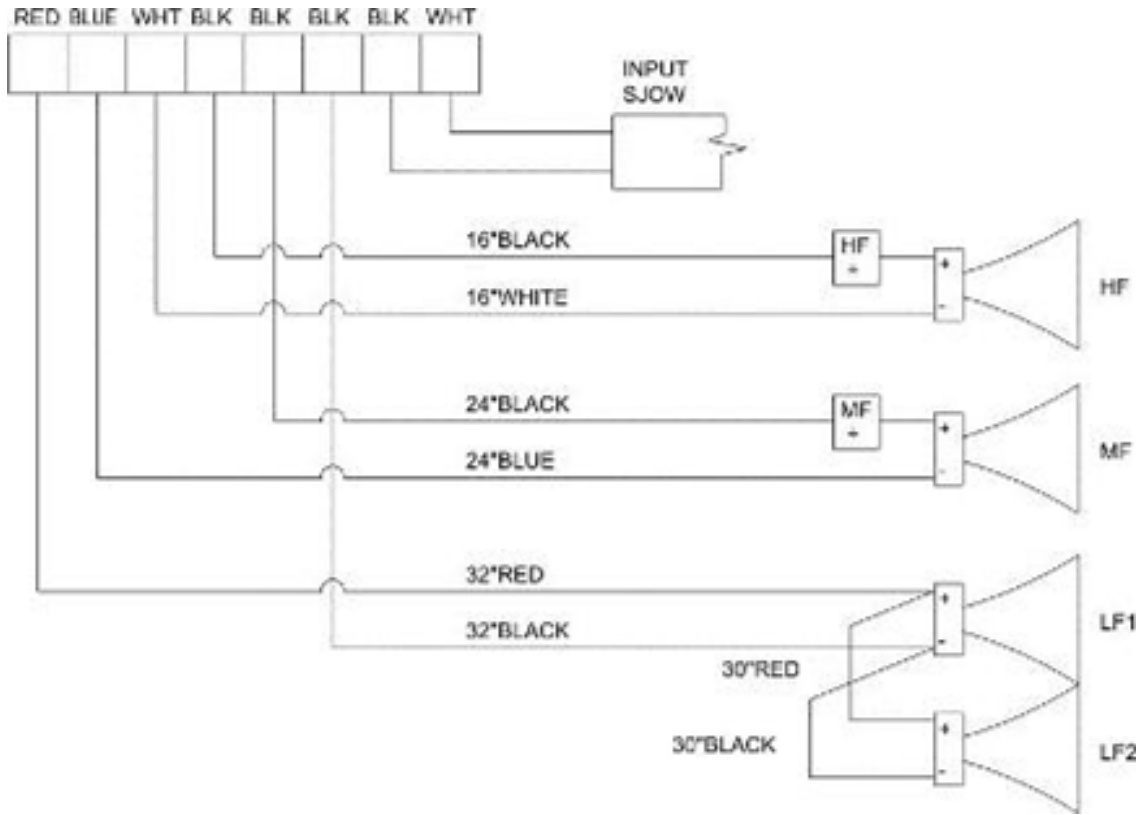 RED BLUE WHT BLK BLK BLK BLK WHT
INPUT
SJOW
16"BLACK
HF
+
+
-
HF
16"WHITE
24"BLACK
MF
+
+
-
MF
24"BLUE
32"RED
+
-
LF1
32"BLACK
30"RED
+
-
LF2
30"BLACK